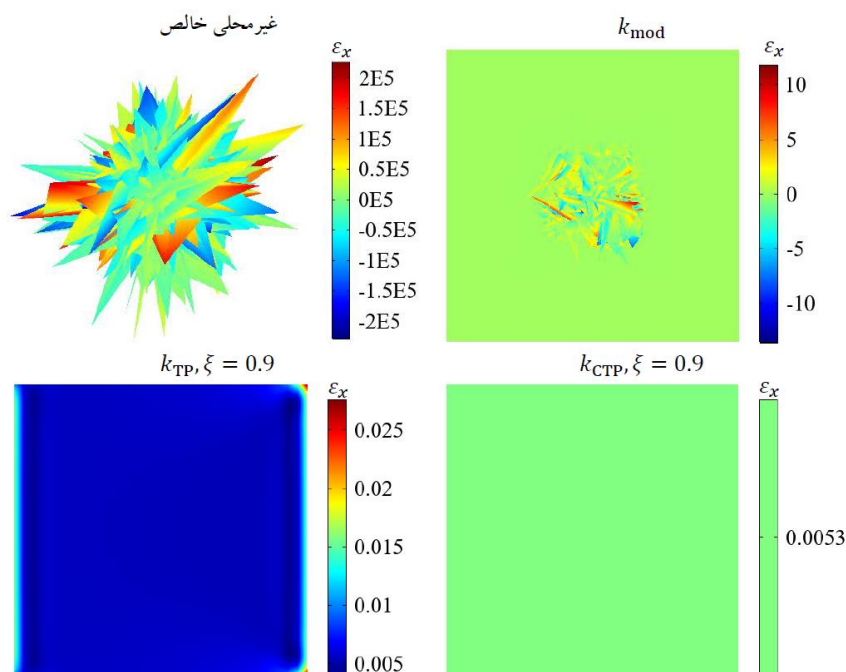 غیرمحلی خالص
εx
2E5
1.5E5
1E5
0.5E5
0E5
-0.5E5
-1E5
-1.5E5
-2E5
kmod
εx
10
5
0
-5
-10
kTP, ξ = 0.9
εx
0.025
0.02
0.015
0.01
0.005
kCTP, ξ = 0.9
εx
0.0053